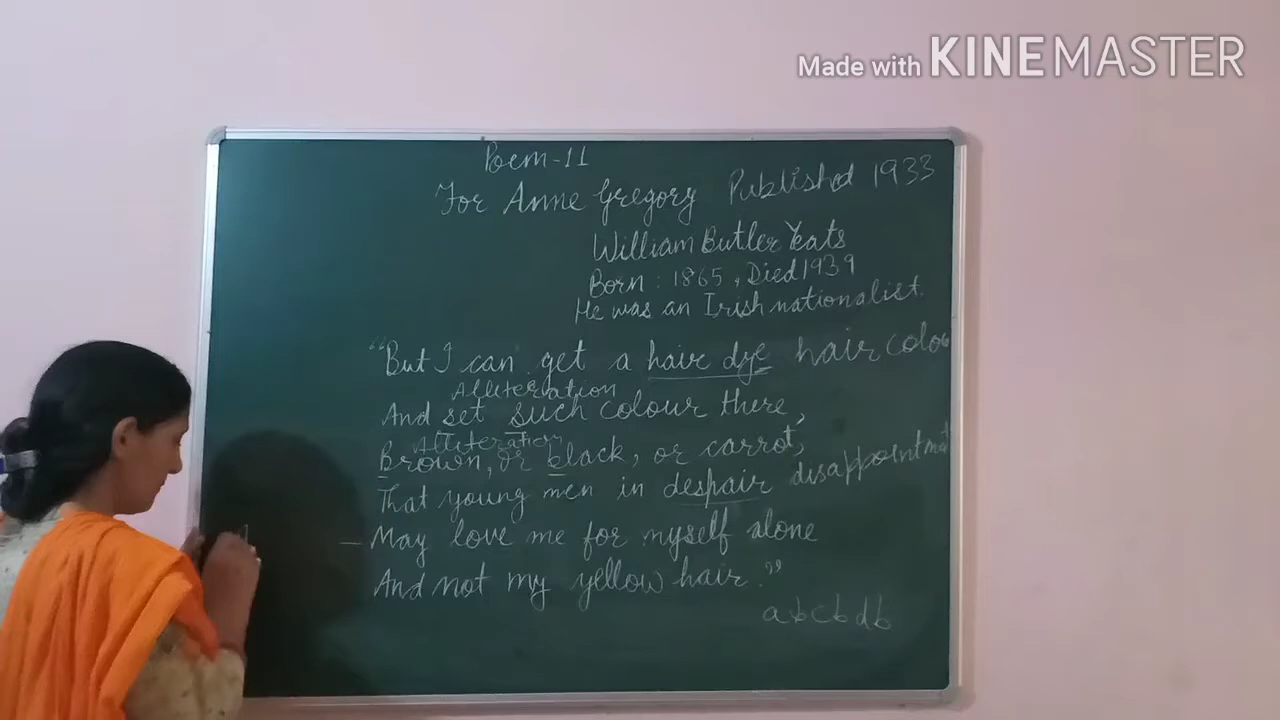 Made with KINEMASTER
Poem-11
For Anne Gregory Published 1933
William Butler Yeats
Born : 1865, Died 1939
He was an Irish nationalist.
"But I can get a hair dye hair colou
Alliteration
And set such colour there,
Alliteration
Brown, or black, or carrot,
That young men in despair disappointment
May love me for myself alone
And not my yellow hair."
abcbdb